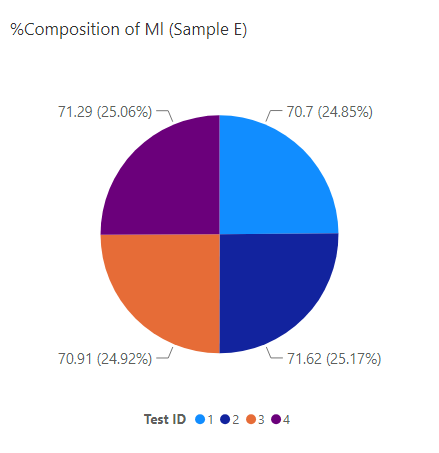 %Composition of Ml (Sample E)
71.29 (25.06%)
70.7 (24.85%)
70.91 (24.92%)
71.62 (25.17%)
Test ID 1 2 3 4